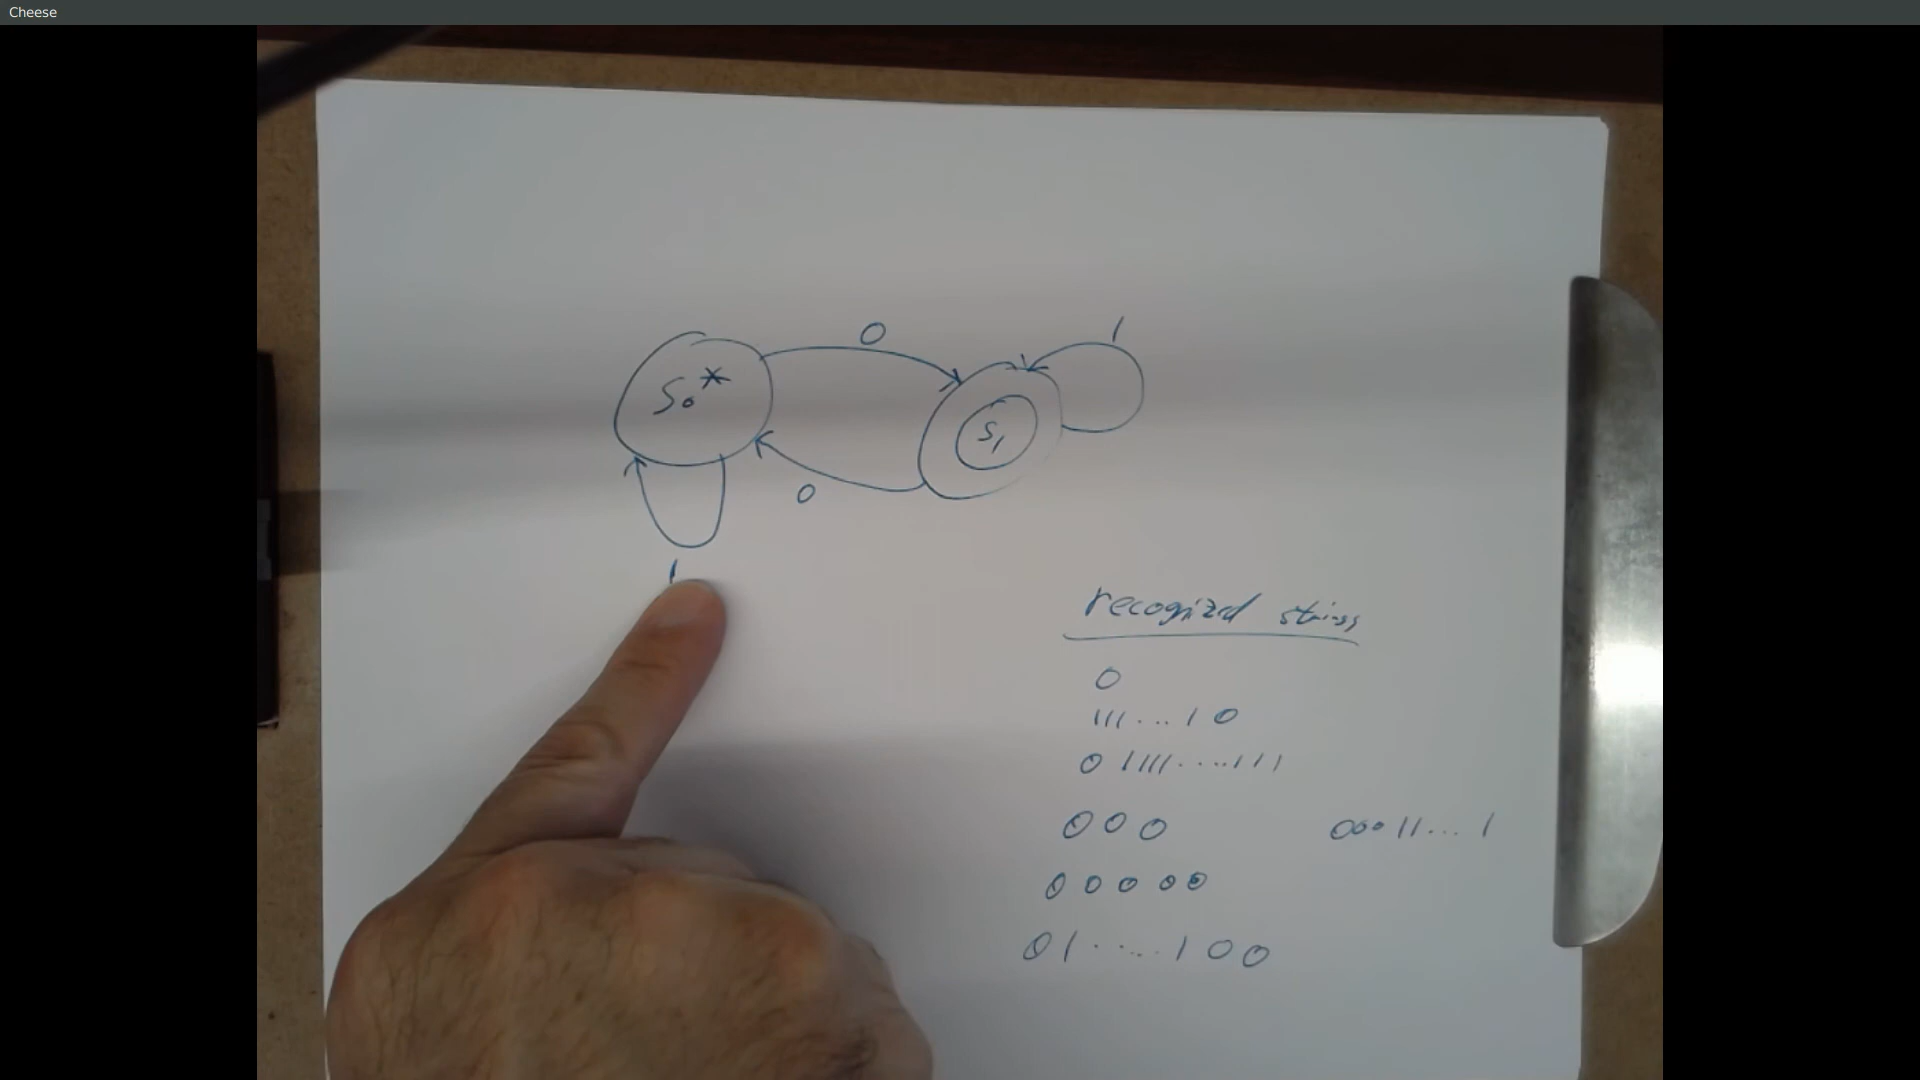 Cheese
0
1
S₀*
S₁
0
1
recognized strings
0
111...10
01111.....111
000 00011... 1
00000
01.....100